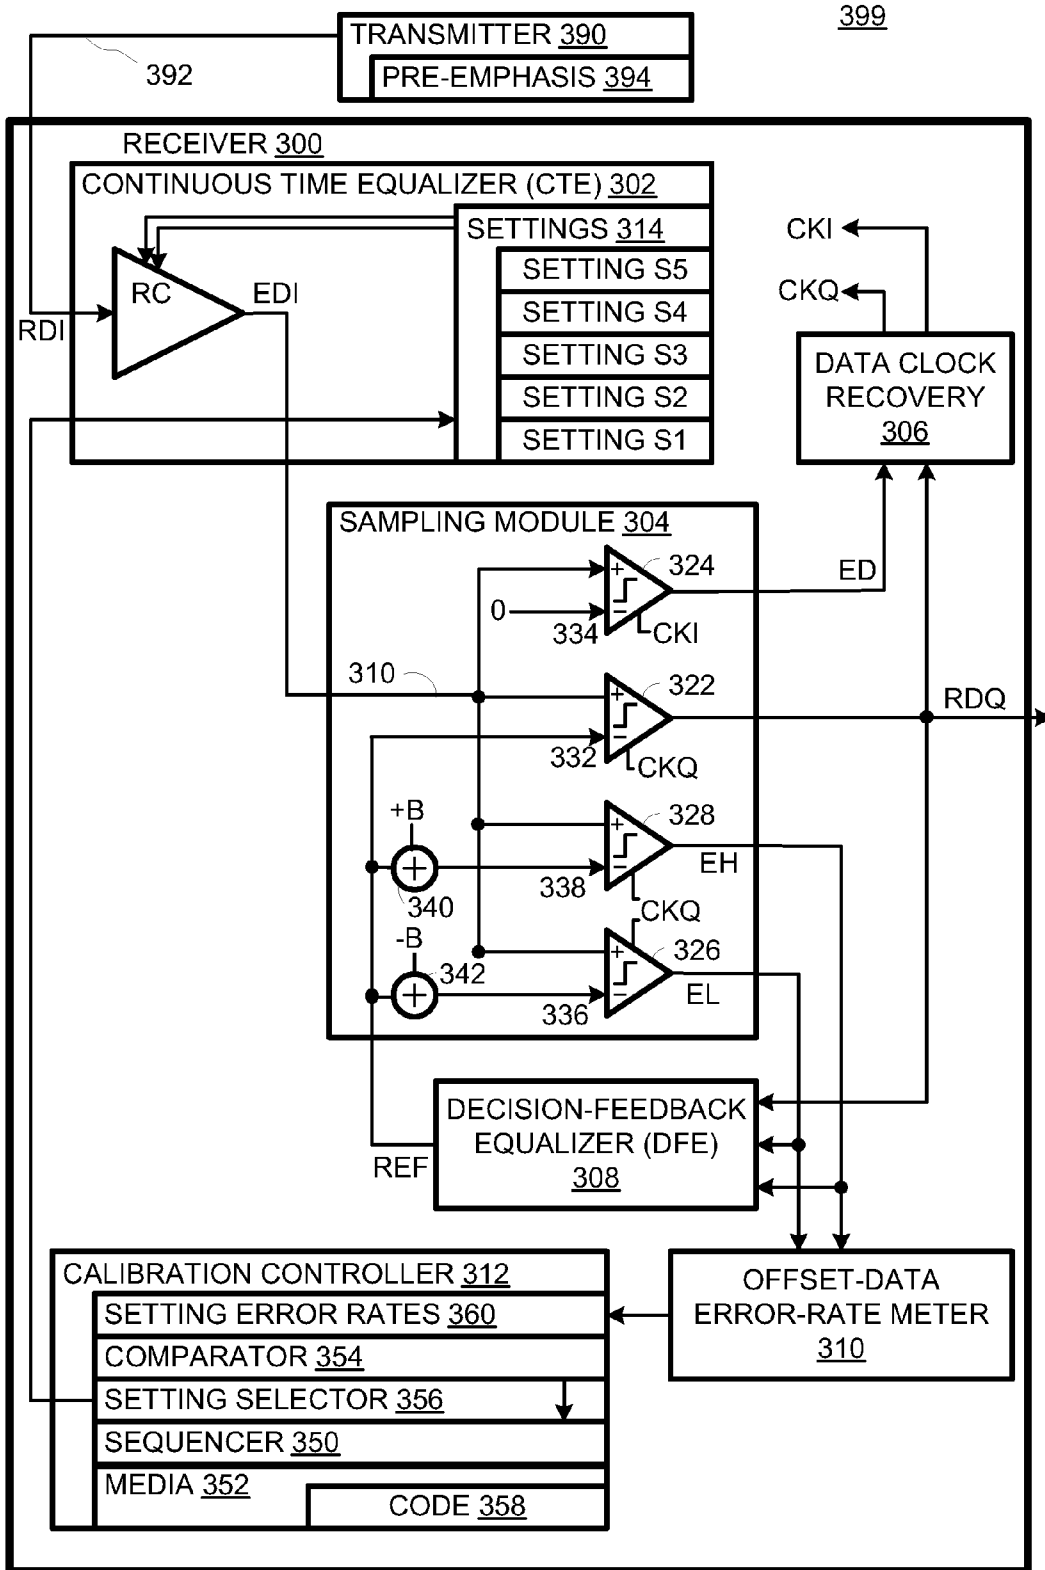 399
TRANSMITTER 390
PRE-EMPHASIS 394
392
RECEIVER 300
CONTINUOUS TIME EQUALIZER (CTE) 302
SETTINGS 314
SETTING S5
SETTING S4
SETTING S3
SETTING S2
SETTING S1
RC
EDI
RDI
CKI
CKQ
DATA CLOCK
RECOVERY
306
SAMPLING MODULE 304
+
324
ED
0
−
334
CKI
310
+
322
RDQ
−
332
CKQ
+B
+
328
EH
+
−
338
340
CKQ
-B
+
326
342
EL
+
−
336
DECISION-FEEDBACK
EQUALIZER (DFE)
308
REF
CALIBRATION CONTROLLER 312
SETTING ERROR RATES 360
COMPARATOR 354
SETTING SELECTOR 356
SEQUENCER 350
MEDIA 352
CODE 358
OFFSET-DATA
ERROR-RATE METER
310